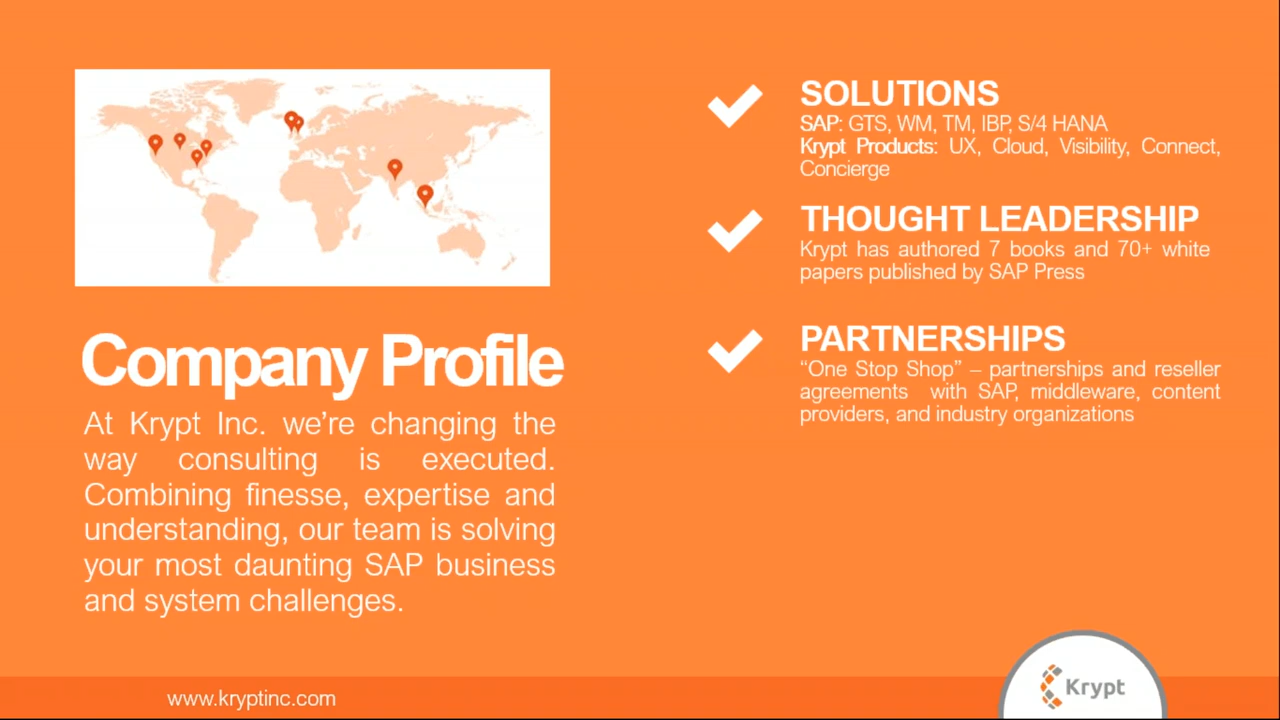 Company Profile
At Krypt Inc. we’re changing the
way consulting is executed.
Combining finesse, expertise and
understanding, our team is solving
your most daunting SAP business
and system challenges.
SOLUTIONS
SAP: GTS, WM, TM, IBP, S/4 HANA
Krypt Products: UX, Cloud, Visibility, Connect,
Concierge
THOUGHT LEADERSHIP
Krypt has authored 7 books and 70+ white
papers published by SAP Press
PARTNERSHIPS
“One Stop Shop” – partnerships and reseller
agreements with SAP, middleware, content
providers, and industry organizations
www.kryptinc.com
Krypt